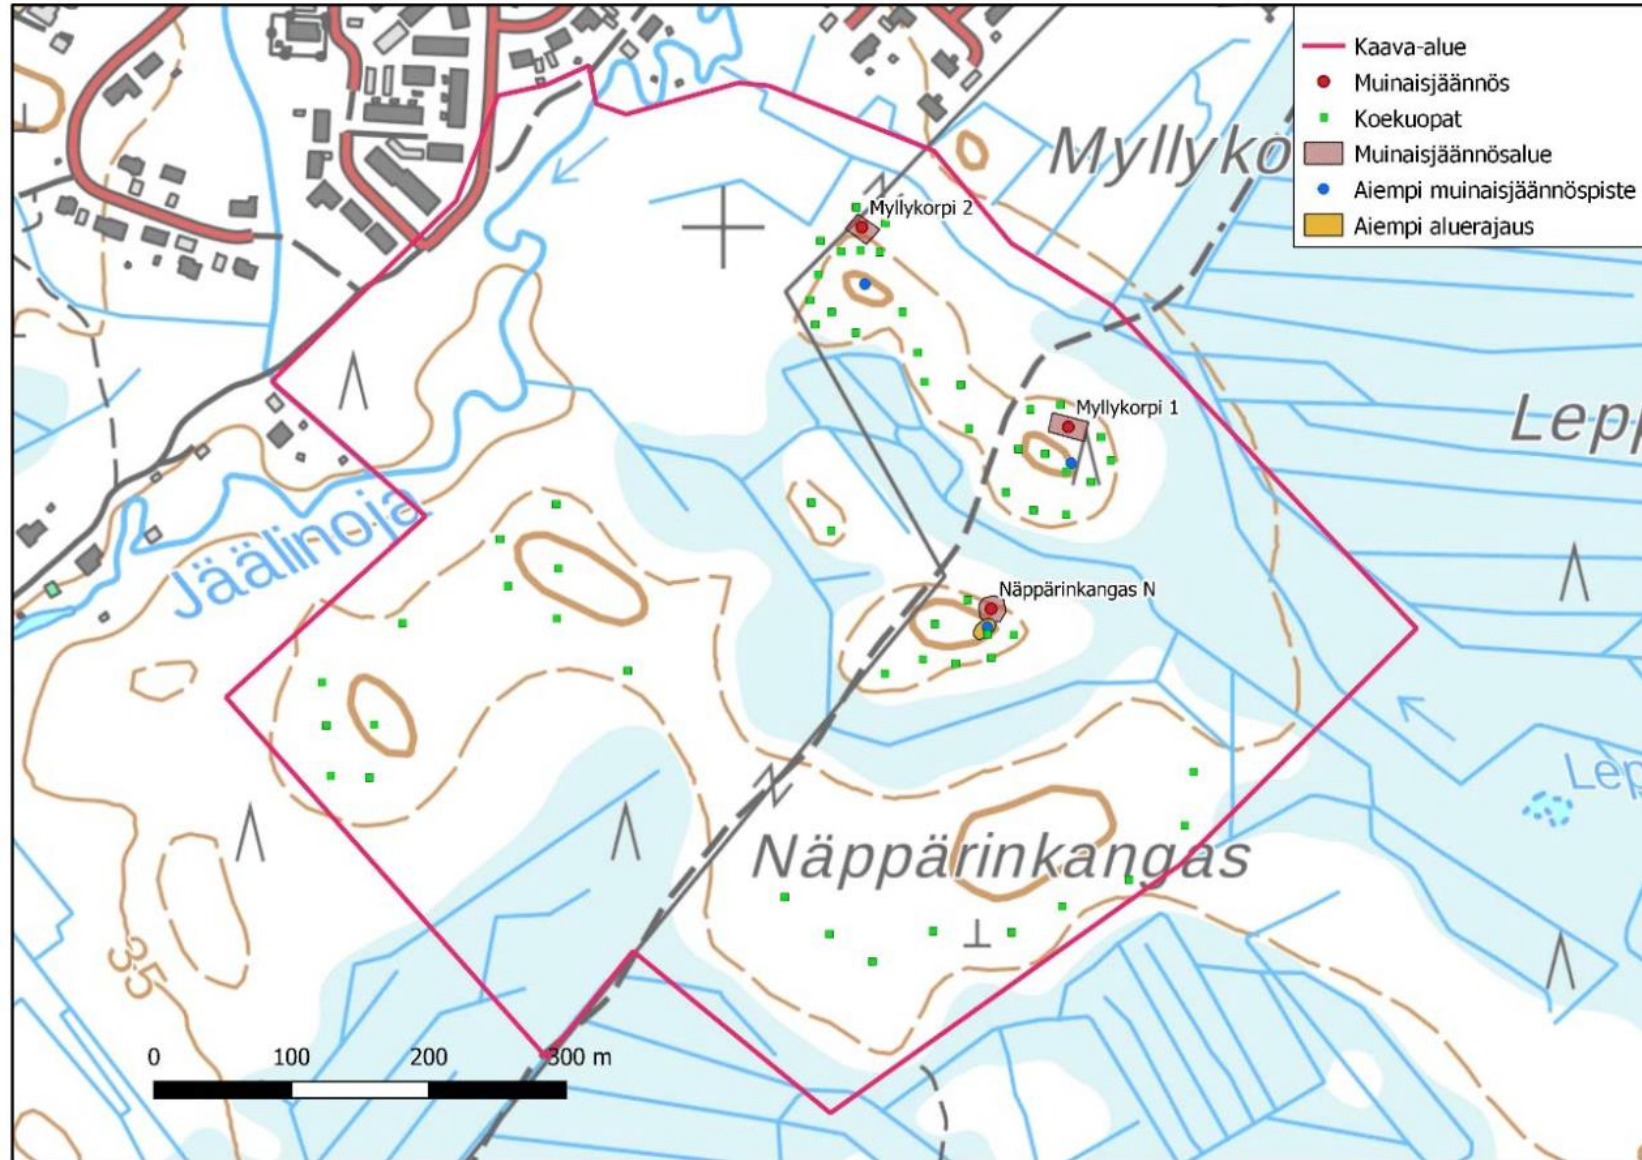 Kaava-alue
Muinaisjäännös
Koekuopat
Muinaisjäännösalue
Aiempi muinaisjäännöspiste
Aiempi aluerajaus
Myllyko
Myllykorpi 2
Myllykorpi 1
Lepp
Jäälinoja
Näppärinkangas N
Lep
Näppärinkangas
35
0 100 200 300 m